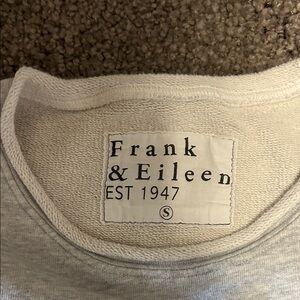 Frank
& Eileen
EST 1947
S